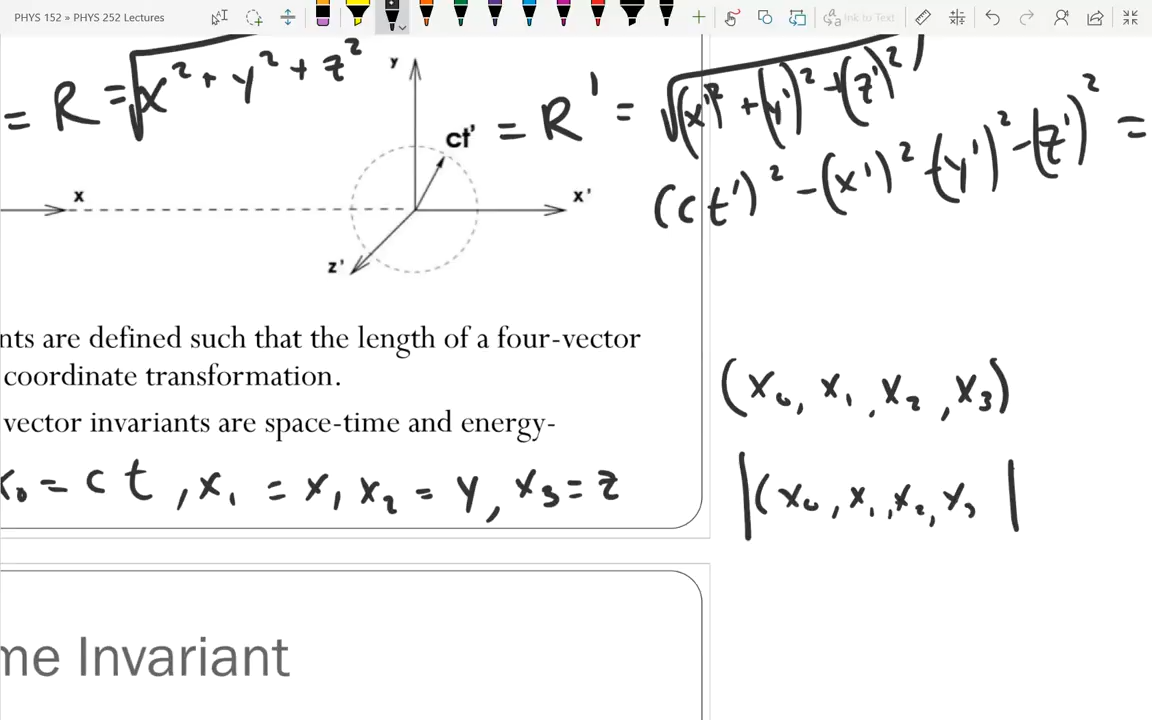 PHYS 152 » PHYS 252 Lectures
Ink to Text
= R = √x² + y² + z²
y
ct'
= R' = √(x')² + (y')² + (z')²
(ct')² - (x')² - (y')² - (z')² =
x
x'
z'
nts are defined such that the length of a four-vector
coordinate transformation.
(x₀, x₁, x₂, x₃)
vector invariants are space-time and energy-
x₀ = ct, x₁ = x, x₂ = y, x₃ = z
|(x₀, x₁, x₂, x₃ |
me Invariant